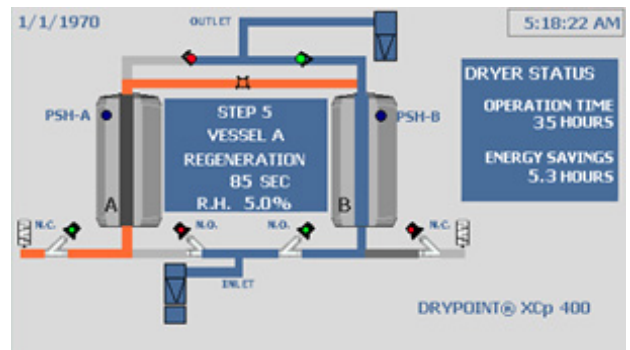 1/1/1970
OUTLET
5:18:22 AM
DRYER STATUS
OPERATION TIME
35 HOURS
ENERGY SAVINGS
5.3 HOURS
PSH-A
STEP 5
VESSEL A
REGENERATION
85 SEC
R.H. 5.0%
PSH-B
A
B
N.C.
N.O.
N.O.
N.C.
INLET
DRYPOINT® XCp 400